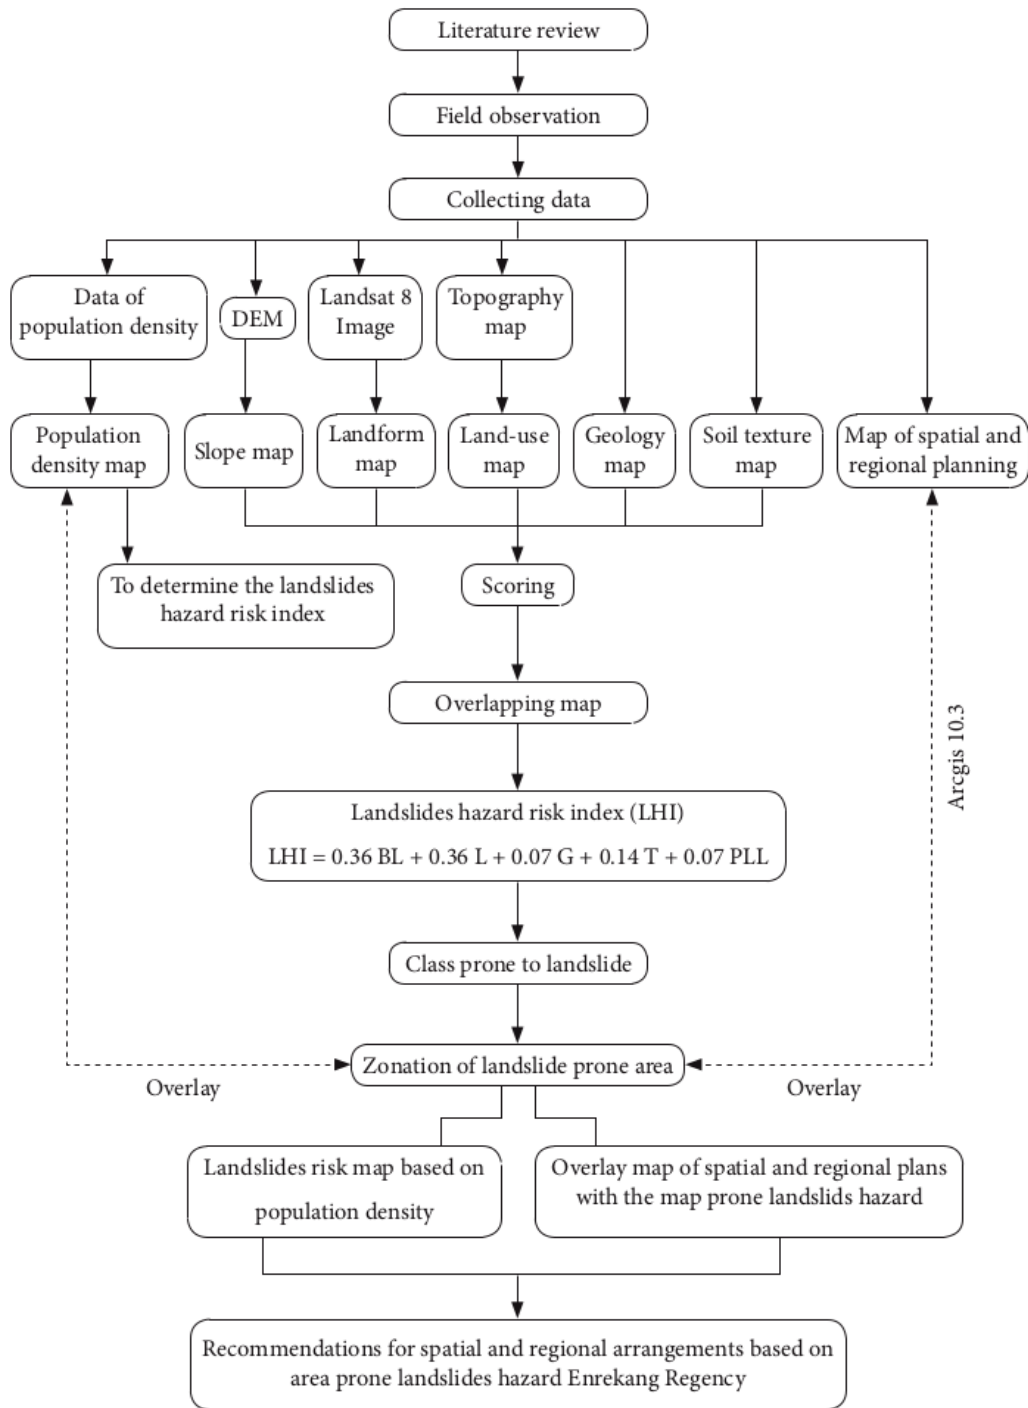 Literature review
Field observation
Collecting data
Data of
population density
DEM
Landsat 8
Image
Topography
map
Population
density map
Slope map
Landform
map
Land-use
map
Geology
map
Soil texture
map
Map of spatial and
regional planning
To determine the landslides
hazard risk index
Scoring
Overlapping map
Arcgis 10.3
Landslides hazard risk index (LHI)
LHI = 0.36 BL + 0.36 L + 0.07 G + 0.14 T + 0.07 PLL
Class prone to landslide
Zonation of landslide prone area
Overlay
Overlay
Landslides risk map based on
population density
Overlay map of spatial and regional plans
with the map prone landslids hazard
Recommendations for spatial and regional arrangements based on
area prone landslides hazard Enrekang Regency